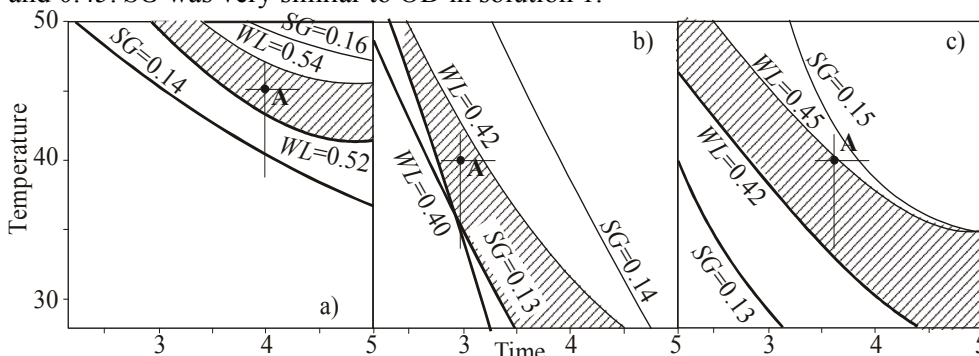 and 0.45. SG was very similar to OD in solution 1.
50
SG=0.14
WL=0.54
SG=0.16
A
WL=0.52
40
Temperature
30
a)
b)
WL=0.42
A
WL=0.40
SG=0.13
SG=0.14
c)
WL=0.45
SG=0.15
A
WL=0.42
SG=0.13
3 4 5 3 4 5 3 4
Time